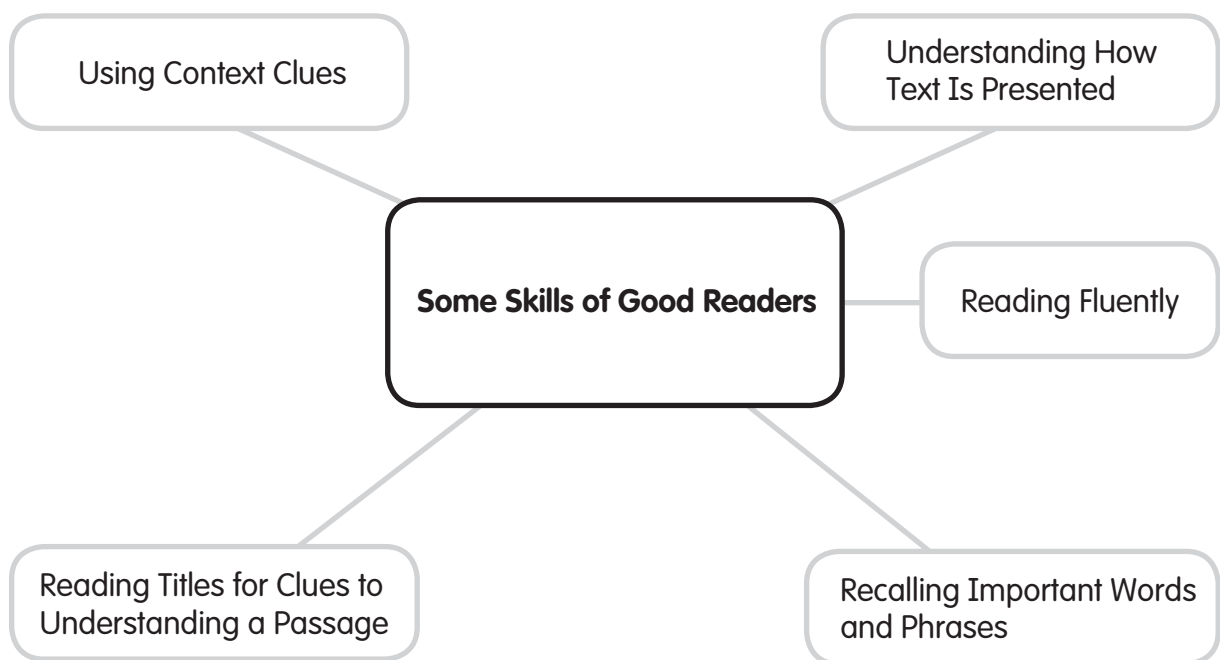 Using Context Clues
Understanding How
Text Is Presented
Some Skills of Good Readers
Reading Fluently
Reading Titles for Clues to
Understanding a Passage
Recalling Important Words
and Phrases